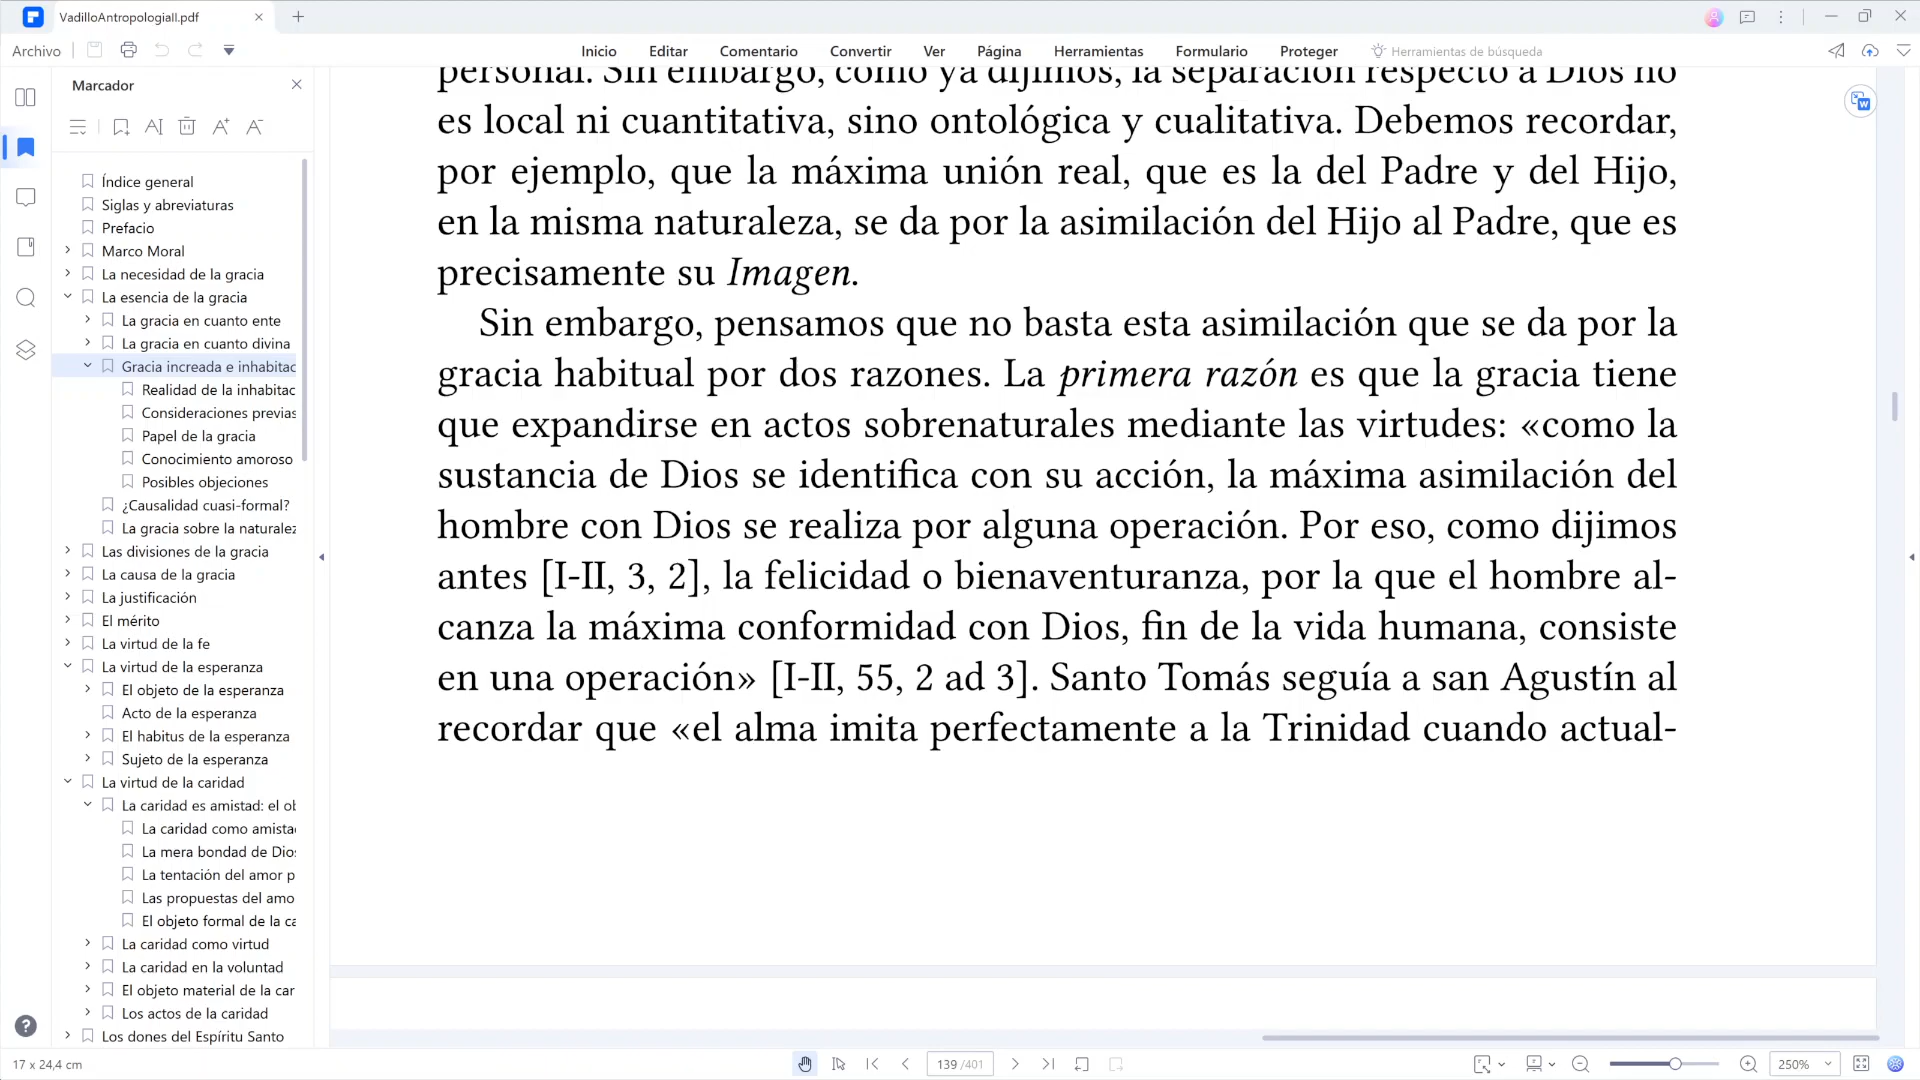 VadilloAntropologiaII.pdf
Archivo
Inicio
Editar
Comentario
Convertir
Ver
Página
Herramientas
Formulario
Proteger
Herramientas de búsqueda
Marcador
Índice general
Siglas y abreviaturas
Prefacio
Marco Moral
La necesidad de la gracia
La esencia de la gracia
La gracia en cuanto ente
La gracia en cuanto divina
Gracia increada e inhabitac
Realidad de la inhabitac
Consideraciones previas
Papel de la gracia
Conocimiento amoroso
Posibles objeciones
¿Causalidad cuasi-formal?
La gracia sobre la naturalez
Las divisiones de la gracia
La causa de la gracia
La justificación
El mérito
La virtud de la fe
La virtud de la esperanza
El objeto de la esperanza
Acto de la esperanza
El habitus de la esperanza
Sujeto de la esperanza
La virtud de la caridad
La caridad es amistad: el ob
La caridad como amistad
La mera bondad de Dios
La tentación del amor p
Las propuestas del amo
El objeto formal de la ca
La caridad como virtud
La caridad en la voluntad
El objeto material de la car
Los actos de la caridad
Los dones del Espíritu Santo
personal. Sin embargo, como ya dijimos, la separación respecto a Dios no
es local ni cuantitativa, sino ontológica y cualitativa. Debemos recordar,
por ejemplo, que la máxima unión real, que es la del Padre y del Hijo,
en la misma naturaleza, se da por la asimilación del Hijo al Padre, que es
precisamente su Imagen.
Sin embargo, pensamos que no basta esta asimilación que se da por la
gracia habitual por dos razones. La primera razón es que la gracia tiene
que expandirse en actos sobrenaturales mediante las virtudes: «como la
sustancia de Dios se identifica con su acción, la máxima asimilación del
hombre con Dios se realiza por alguna operación. Por eso, como dijimos
antes [I-II, 3, 2], la felicidad o bienaventuranza, por la que el hombre al-
canza la máxima conformidad con Dios, fin de la vida humana, consiste
en una operación» [I-II, 55, 2 ad 3]. Santo Tomás seguía a san Agustín al
recordar que «el alma imita perfectamente a la Trinidad cuando actual-
17 x 24,4 cm
139 /401
250%